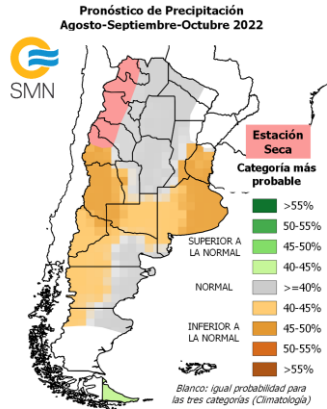 Pronóstico de Precipitación
Agosto-Septiembre-Octubre 2022
SMN
Estación
Seca
Categoría más
probable
>55%
50-55%
45-50%
SUPERIOR A
LA NORMAL
40-45%
NORMAL
>=40%
40-45%
INFERIOR A
LA NORMAL
45-50%
50-55%
>55%
Blanco: igual probabilidad para
las tres categorías (Climatología)